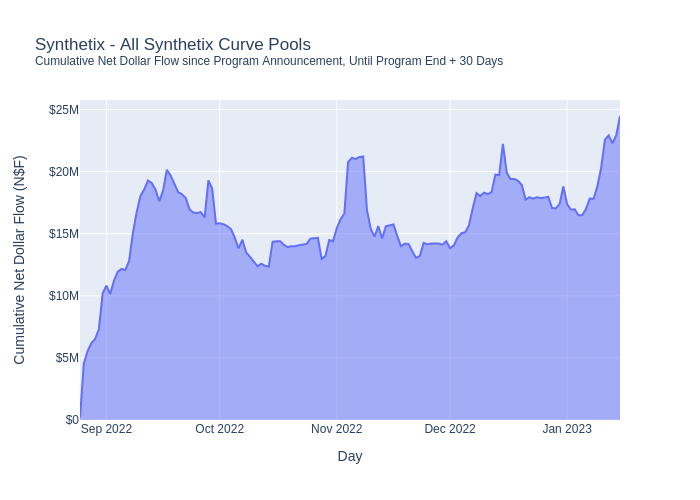 Synthetix - All Synthetix Curve Pools
Cumulative Net Dollar Flow since Program Announcement, Until Program End + 30 Days
Cumulative Net Dollar Flow (N$F)
$25M
$20M
$15M
$10M
$5M
$0
Sep 2022
Oct 2022
Nov 2022
Dec 2022
Jan 2023
Day